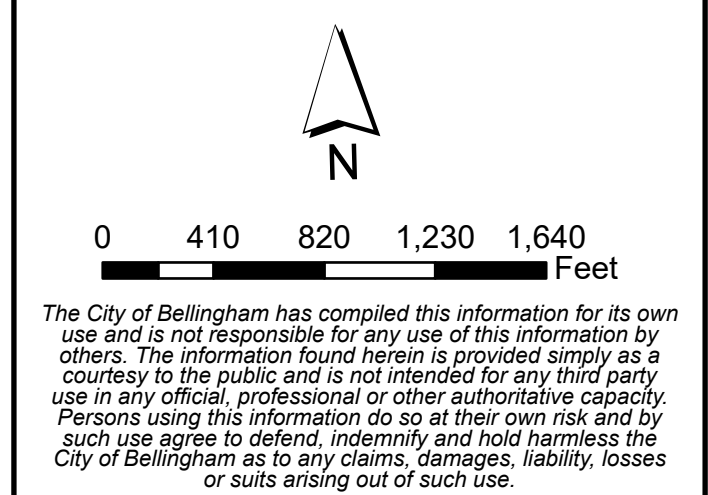 N
0 410 820 1,230 1,640
Feet
The City of Bellingham has compiled this information for its own
use and is not responsible for any use of this information by
others. The information found herein is provided simply as a
courtesy to the public and is not intended for any third party
use in any official, professional or other authoritative capacity.
Persons using this information do so at their own risk and by
such use agree to defend, indemnify and hold harmless the
City of Bellingham as to any claims, damages, liability, losses
or suits arising out of such use.